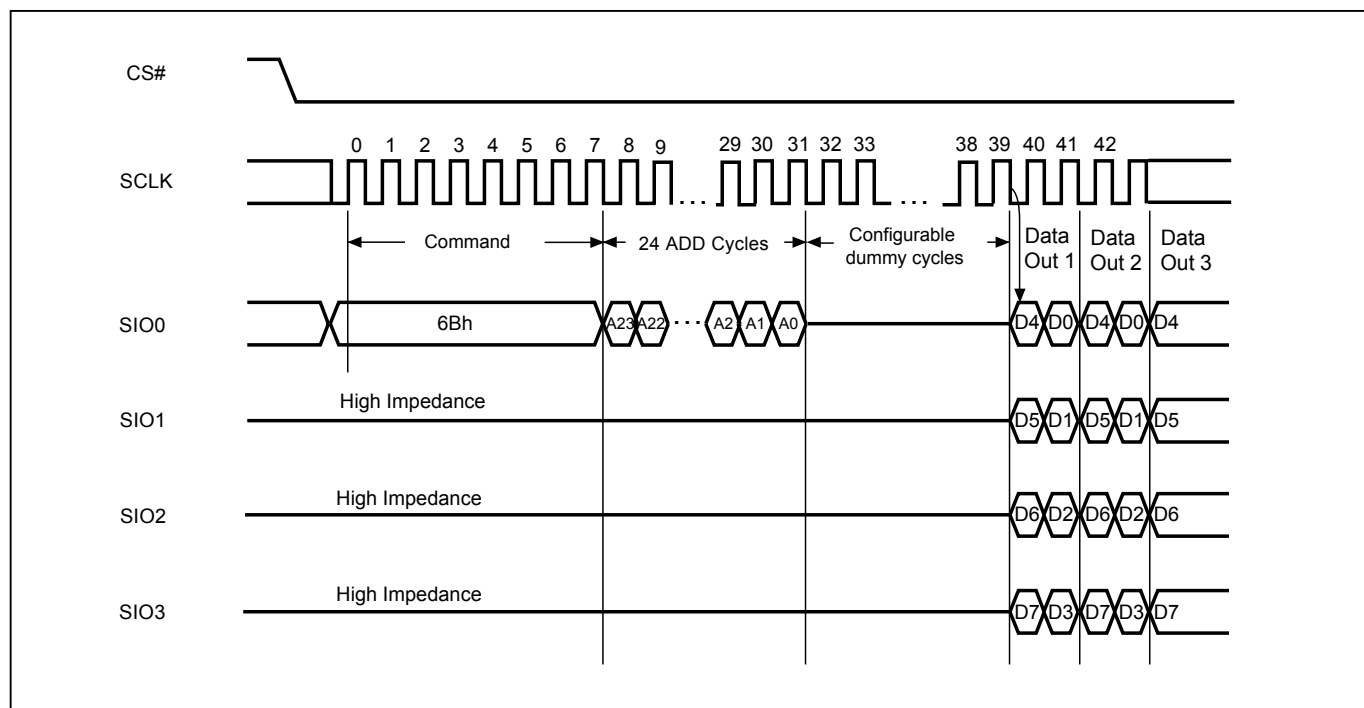 CS#
0 1 2 3 4 5 6 7 8 9 29 30 31 32 33 38 39 40 41 42
SCLK
Command
24 ADD Cycles
Configurable
dummy cycles
Data
Out 1
Data
Out 2
Data
Out 3
SIO0
6Bh
A23 A22 ··· A2 A1 A0
D4 D0 D4 D0 D4
High Impedance
SIO1
D5 D1 D5 D1 D5
High Impedance
SIO2
D6 D2 D6 D2 D6
High Impedance
SIO3
D7 D3 D7 D3 D7